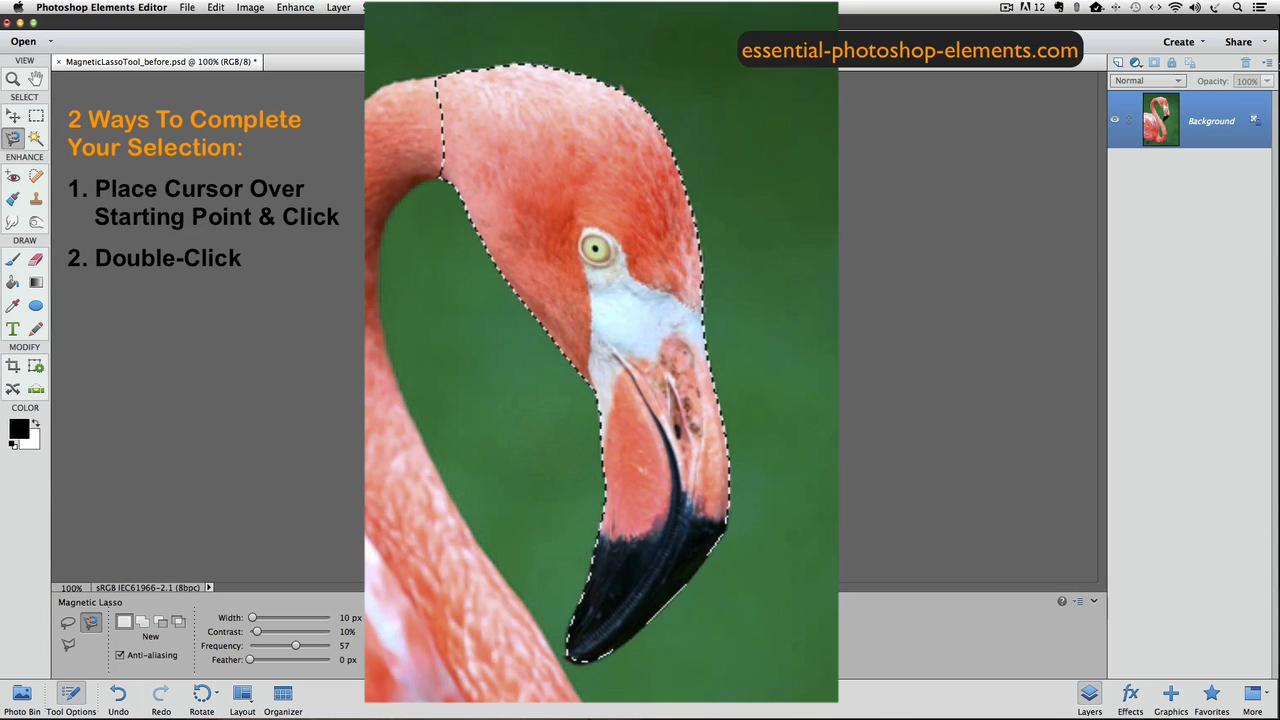 Photoshop Elements Editor File Edit Image Enhance Layer
12
essential-photoshop-elements.com
Open
Create
Share
VIEW
× MagneticLassoTool_before.psd @ 100% (RGB/8) *
Normal
Opacity: 100%
SELECT
2 Ways To Complete
Your Selection:
Background
ENHANCE
1. Place Cursor Over
Starting Point & Click
DRAW
2. Double-Click
T
MODIFY
COLOR
100% sRGB IEC61966-2.1 (8bpc)
Magnetic Lasso
New
Anti-aliasing
Width: 10 px
Contrast: 10%
Frequency: 57
Feather: 0 px
Photo Bin
Tool Options
Undo
Redo
Rotate
Layout
Organizer
fx
Layers
Effects
Graphics
Favorites
More